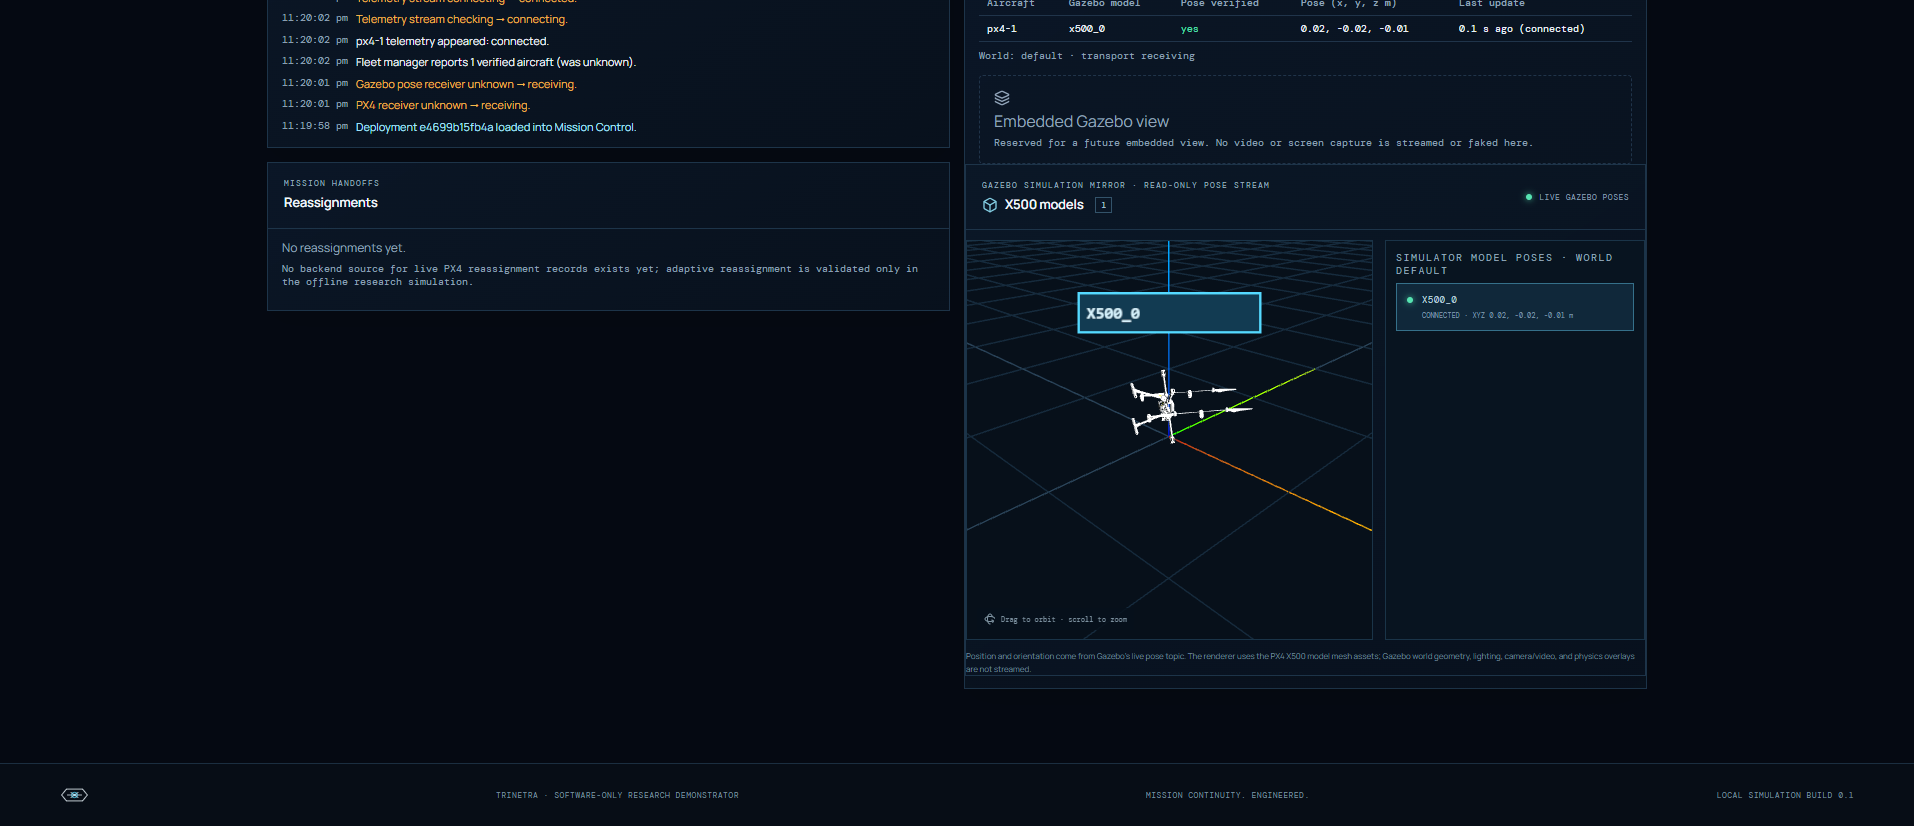 11:20:02 pm Telemetry stream checking → connecting.
11:20:02 pm px4-1 telemetry appeared: connected.
11:20:02 pm Fleet manager reports 1 verified aircraft (was unknown).
11:20:01 pm Gazebo pose receiver unknown → receiving.
11:20:01 pm PX4 receiver unknown → receiving.
11:19:58 pm Deployment e4699b15fb4a loaded into Mission Control.
MISSION HANDOFFS
Reassignments
No reassignments yet.
No backend source for live PX4 reassignment records exists yet; adaptive reassignment is validated only in
the offline research simulation.
Aircraft Gazebo model Pose verified Pose (x, y, z m) Last update
px4-1 x500_0 yes 0.02, -0.02, -0.01 0.1 s ago (connected)
World: default · transport receiving
Embedded Gazebo view
Reserved for a future embedded view. No video or screen capture is streamed or faked here.
GAZEBO SIMULATION MIRROR · READ-ONLY POSE STREAM
X500 models 1
LIVE GAZEBO POSES
X500_0
Drag to orbit · scroll to zoom
SIMULATOR MODEL POSES · WORLD
DEFAULT
X500_0
CONNECTED · XYZ 0.02, -0.02, -0.01 m
Position and orientation come from Gazebo's live pose topic. The renderer uses the PX4 X500 model mesh assets; Gazebo world geometry, lighting, camera/video, and physics overlays
are not streamed.
TRINETRA · SOFTWARE-ONLY RESEARCH DEMONSTRATOR
MISSION CONTINUITY. ENGINEERED.
LOCAL SIMULATION BUILD 0.1